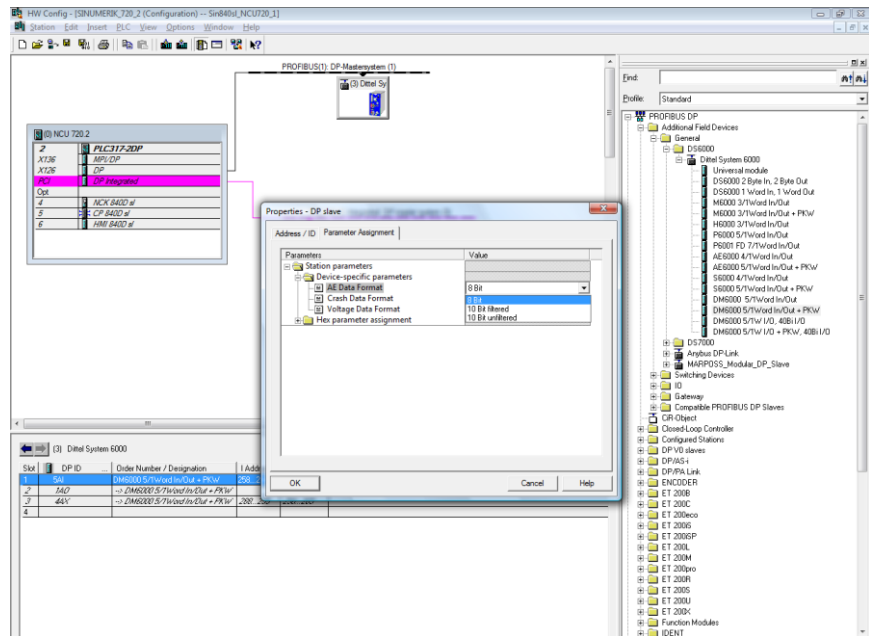 HW Config - [SINUMERIK_720_2 (Configuration) -- Sin840sl_NCU720_1]
Station Edit Insert PLC View Options Window Help
PROFIBUS(1): DP-Mastersystem (1)
(3) Dittel Sy
(0) NCU 720.2
2 PLC317-2DP
X136 MPI/DP
X126 DP
PCI DP integrated
Opt.
4 NCK 840D sl
5 CP 840D sl
6 HMI 840D sl
Properties - DP slave
Address / ID Parameter Assignment
Parameters Value
Station parameters
Device-specific parameters
AE Data Format 8 Bit
Crash Data Format 8 Bit
Voltage Data Format 10 Bit filtered
Hex parameter assignment 10 Bit unfiltered
OK Cancel Help
(3) Dittel System 6000
Slot DP ID ... Order Number / Designation I Addr
1 5AI DM6000 5/1Word In/Out + PKW 258...2
2 1AO --> DM6000 5/1Word In/Out + PKW
3 4AX --> DM6000 5/1Word In/Out + PKW
4
Find:
Profile: Standard
PROFIBUS DP
Additional Field Devices
General
DS6000
Dittel System 6000
Universal module
DS6000 2 Byte In, 2 Byte Out
DS6000 1 Word In, 1 Word Out
M6000 3/1Word In/Out
M6000 3/1Word In/Out + PKW
H6000 3/1Word In/Out
P6000 5/1Word In/Out
P6001 FD 7/1Word In/Out
AE6000 4/1Word In/Out
AE6000 5/1Word In/Out + PKW
S6000 4/1Word In/Out
S6000 5/1Word In/Out + PKW
DM6000 5/1Word In/Out
DM6000 5/1Word In/Out + PKW
DM6000 5/1W I/O, 40Bi I/O
DM6000 5/1W I/O + PKW, 40Bi I/O
DS7000
Anybus DP-Link
MARPOSS_Modular_DP_Slave
Switching Devices
IO
Gateway
Compatible PROFIBUS DP Slaves
CiR-Object
Closed-Loop Controller
Configured Stations
DP V0 slaves
DP/AS-i
DP/PA Link
ENCODER
ET 200B
ET 200C
ET 200eco
ET 200iS
ET 200iSP
ET 200L
ET 200M
ET 200pro
ET 200R
ET 200S
ET 200U
ET 200X
Function Modules
IDENT